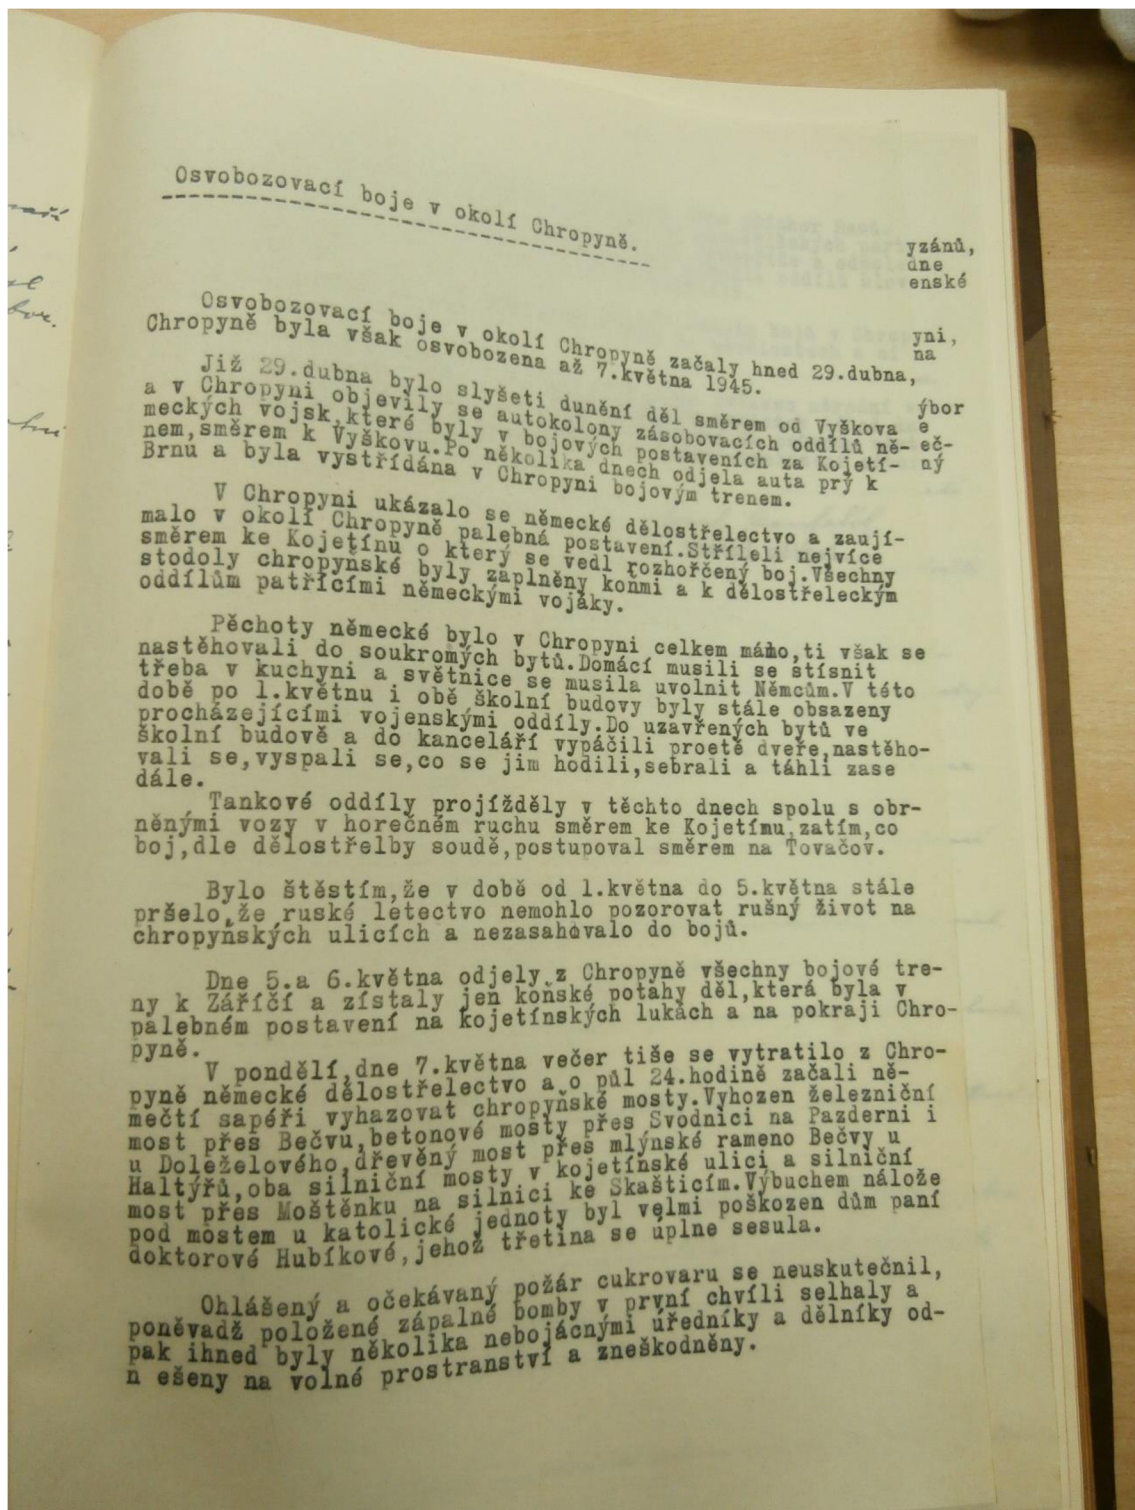 Osvobozovací boje v okolí Chropyně.
Osvobozovací boje v okolí Chropyně začaly hned 29.dubna,
Chropyně byla však osvobozena až 7.května 1945.
Již 29.dubna bylo slyšeti dunění děl směrem od Vyškova
a v Chropyni objevily se autokolony zásobovacích oddílů ně-
meckých vojsk,které byly v bojových postaveních za Kojetí-
nem,směrem k Vyškovu.Po několika dnech odjela auta prý k
Brnu a byla vystřídána v Chropyni bojovým trenem.
V Chropyni ukázalo se německé dělostřelectvo a zaují-
malo v okolí Chropyně palebná postavení.Stříleli nejvíce
směrem ke Kojetínu o který se vedl rozhořčený boj.Všechny
stodoly chropyňské byly zaplněny koňmi a k dělostřeleckým
oddílům patřícími německými vojáky.
Pěchoty německé bylo v Chropyni celkem málo,ti však se
nastěhovali do soukromých bytů.Domácí musili se stísnit
třeba v kuchyni a světnice se musila uvolnit Němcům.V této
době po 1.květnu i obě školní budovy byly stále obsazeny
procházejícími vojenskými oddíly.Do uzavřených bytů ve
školní budově a do kanceláří vypáčili proetě dveře,nastěho-
vali se,vyspali se,co se jim hodili,sebrali a táhli zase
dále.
Tankové oddíly projížděly v těchto dnech spolu s obr-
něnými vozy v horečném ruchu směrem ke Kojetínu,zatím,co
boj,dle dělostřelby soudě,postupoval směrem na Tovačov.
Bylo štěstím,že v době od 1.května do 5.května stále
pršelo,že ruské letectvo nemohlo pozorovat rušný život na
chropyňských ulicích a nezasahovalo do bojů.
Dne 5.a 6.května odjely z Chropyně všechny bojové tre-
ny k Záříčí a zístaly jen koňské potahy děl,která byla v
palebném postavení na kojetínských lukách a na pokraji Chro-
pyně.
V pondělí,dne 7.května večer tiše se vytratilo z Chro-
pyně německé dělostřelectvo a o půl 24.hodině začali ně-
mečtí sapéři vyhazovat chropyňské mosty.Vyhozen železniční
most přes Bečvu,betonové mosty přes Svodnici na Pazderni i
u Doleželového,dřevěný most přes mlýnské rameno Bečvy u
Haltýřů,oba silniční mosty v kojetínské ulici a silniční
most přes Moštěnku na silnici ke Skašticím.Výbuchem nálože
pod mostem u katolické jednoty byl velmi poškozen dům paní
doktorové Hubíkové,jehož třetina se úplne sesula.
Ohlášený a očekávaný požár cukrovaru se neuskutečnil,
poněvadž položené zápalné bomby v první chvíli selhaly a
pak ihned byly několika nebojácnými úředníky a dělníky od-
n ešeny na volné prostranství a zneškodněny.
yzánů,
dne
enské
yni,
na
ýbor
e
eč-
ný